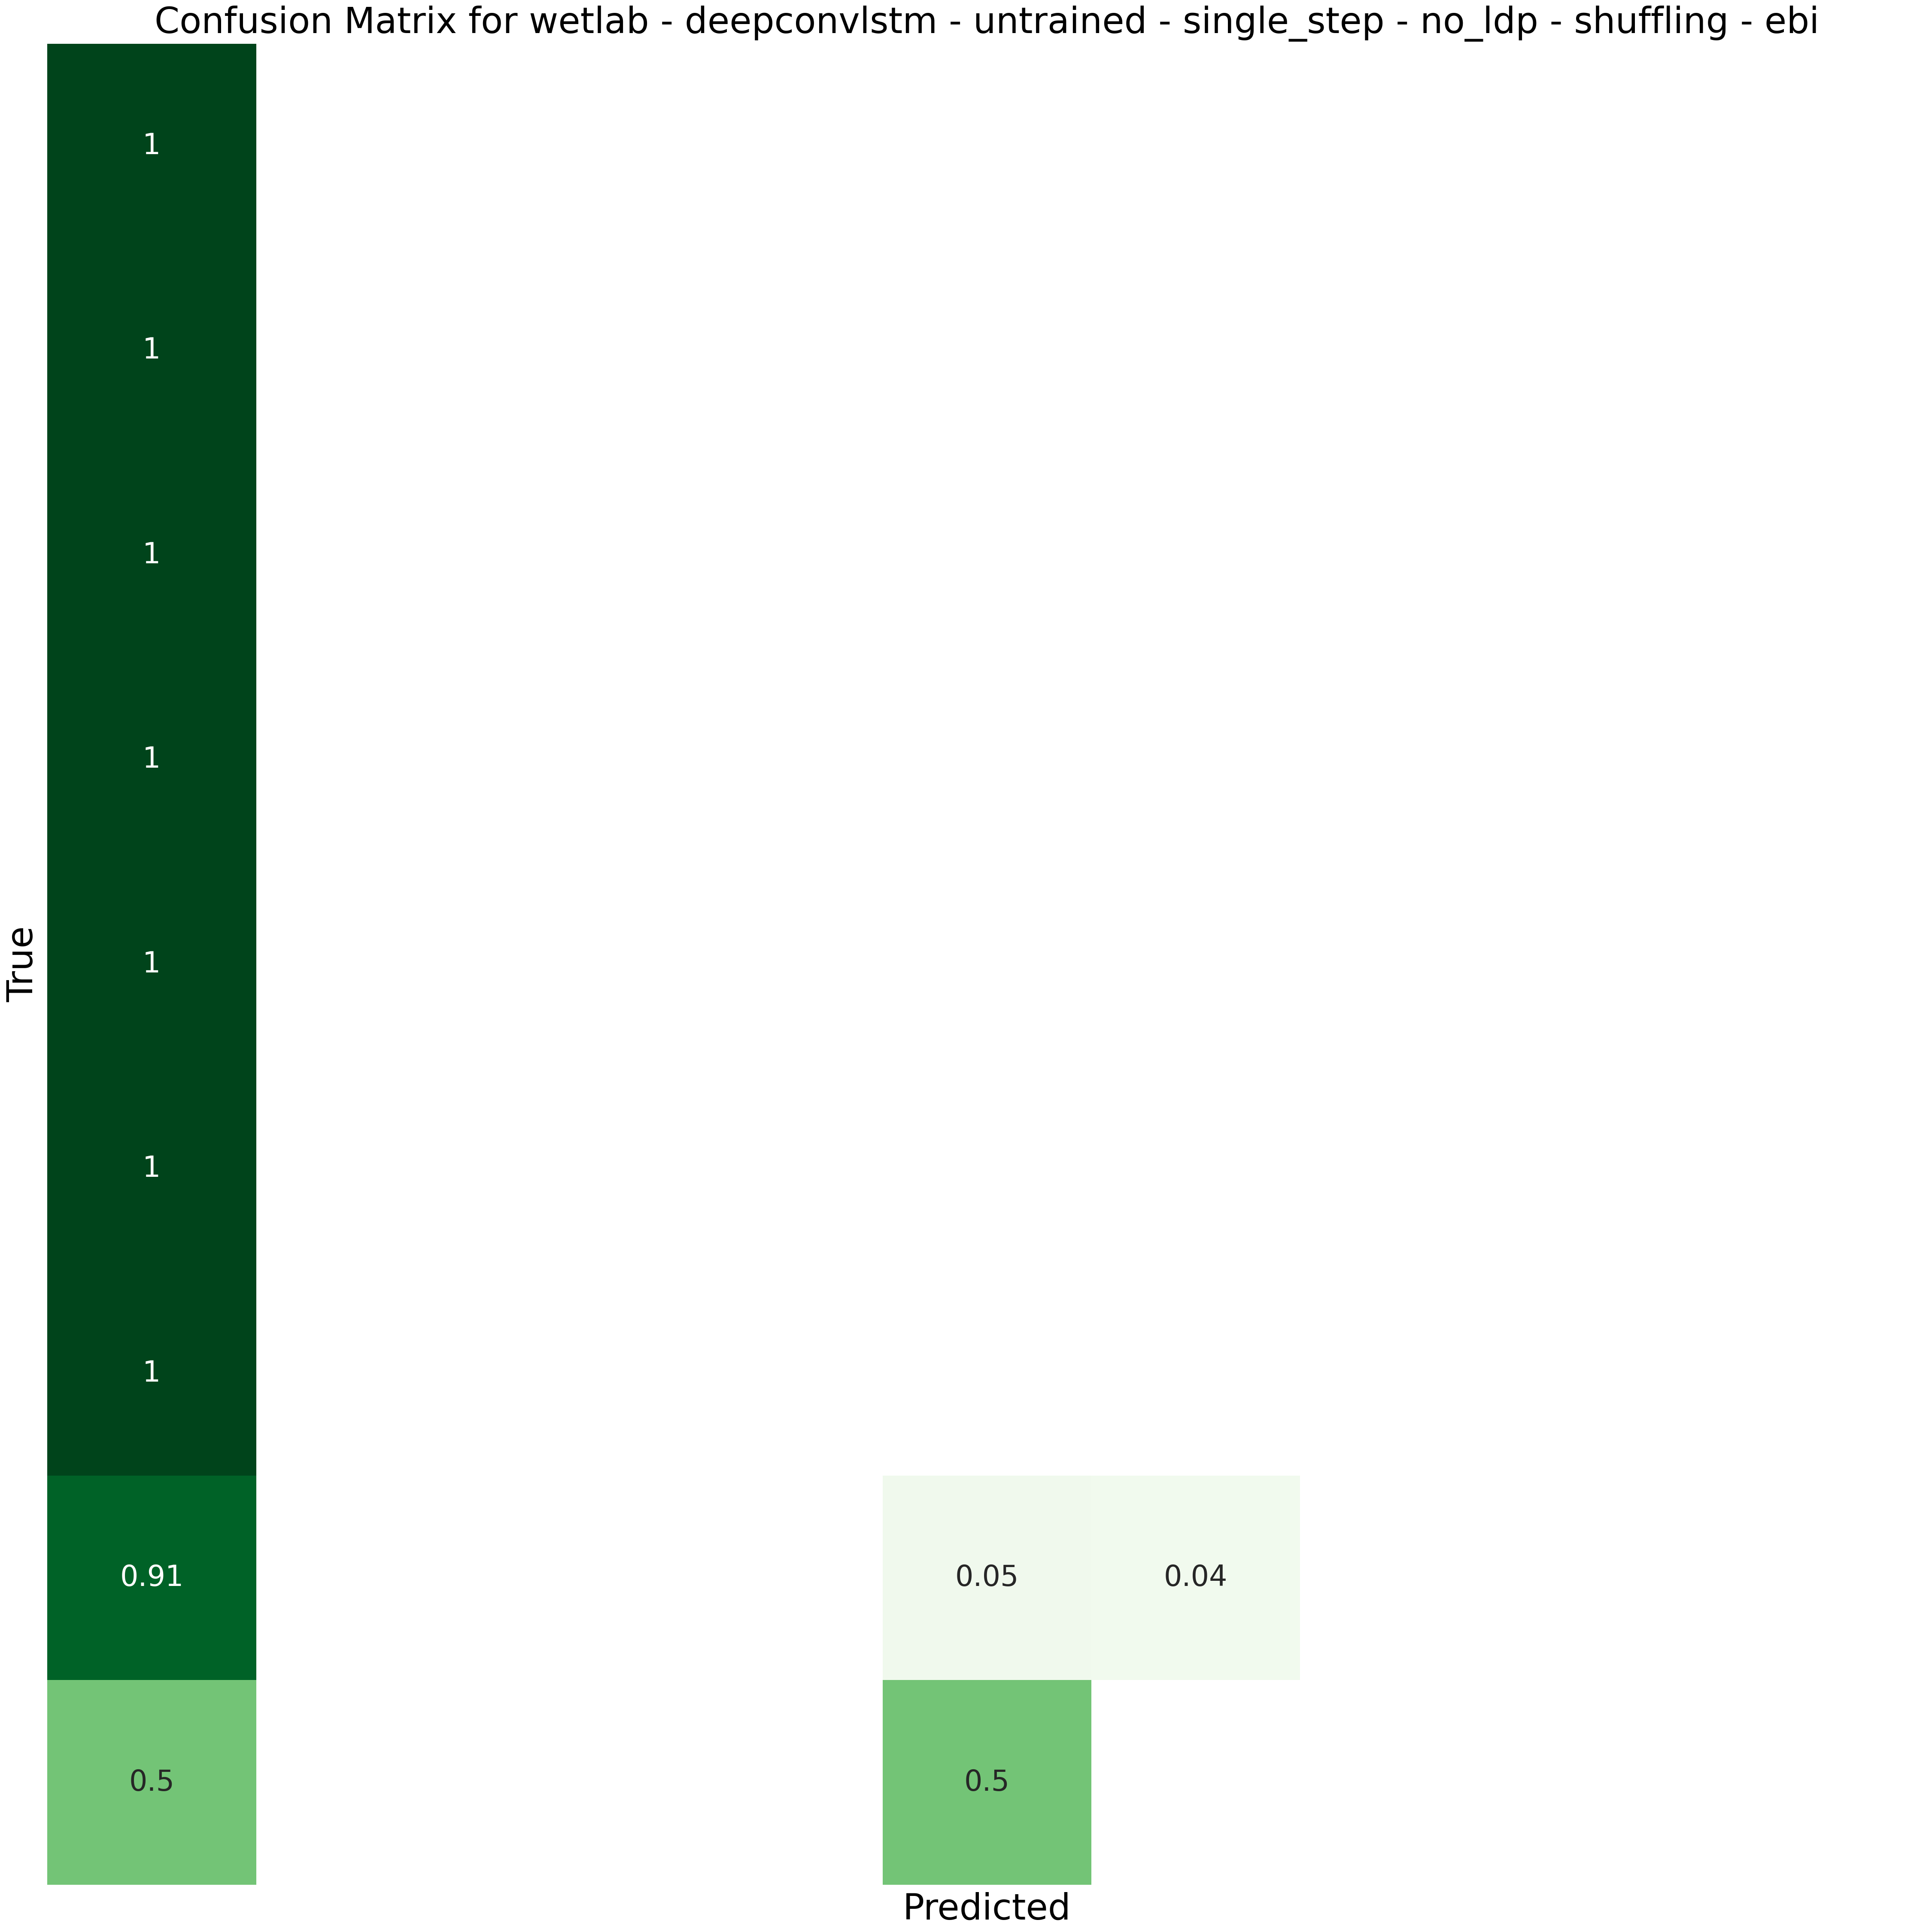 Confusion Matrix for wetlab - deepconvlstm - untrained - single_step - no_ldp - shuffling - ebi
1
1
1
1
1
1
1
0.91 0.05 0.04
0.5 0.5
True
Predicted